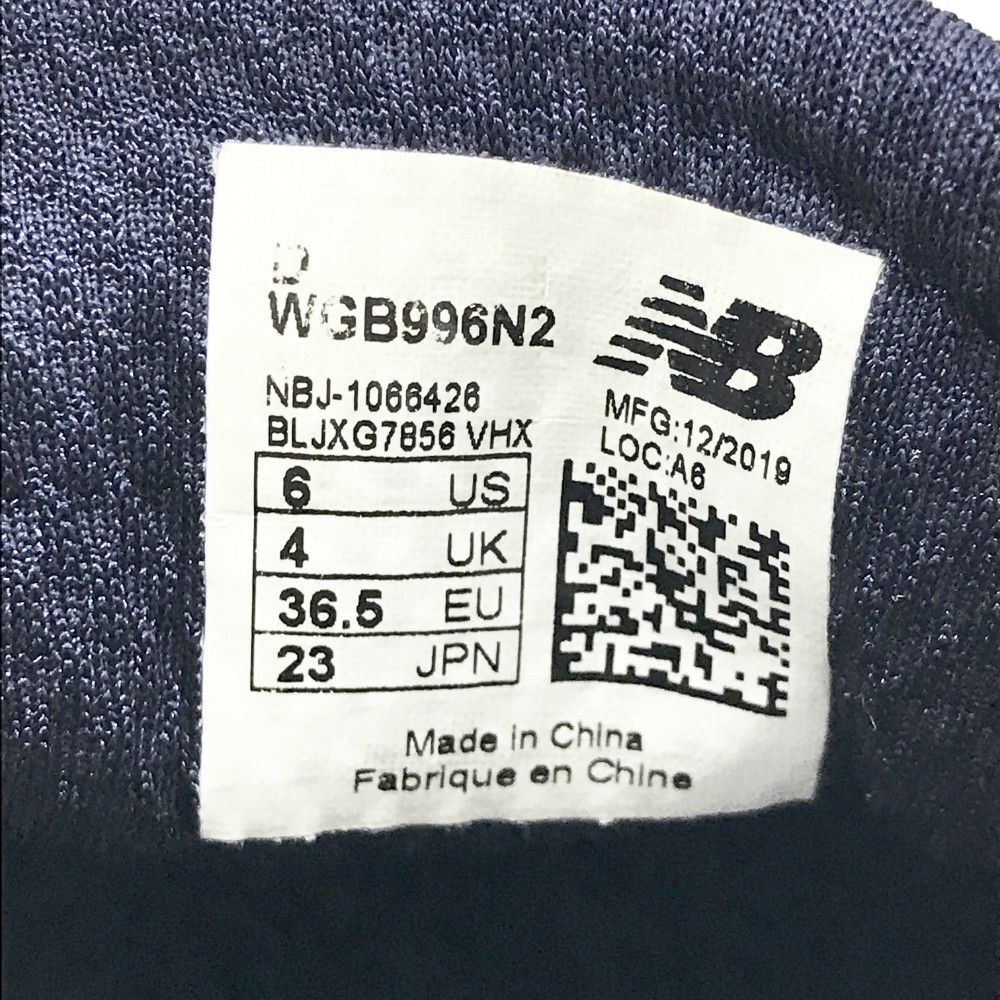 D
WGB996N2
NB
NBJ-1066426
BLJXG7856 VHX
MFG:12/2019
LOC:A6
6 US
4 UK
36.5 EU
23 JPN
Made in China
Fabrique en Chine